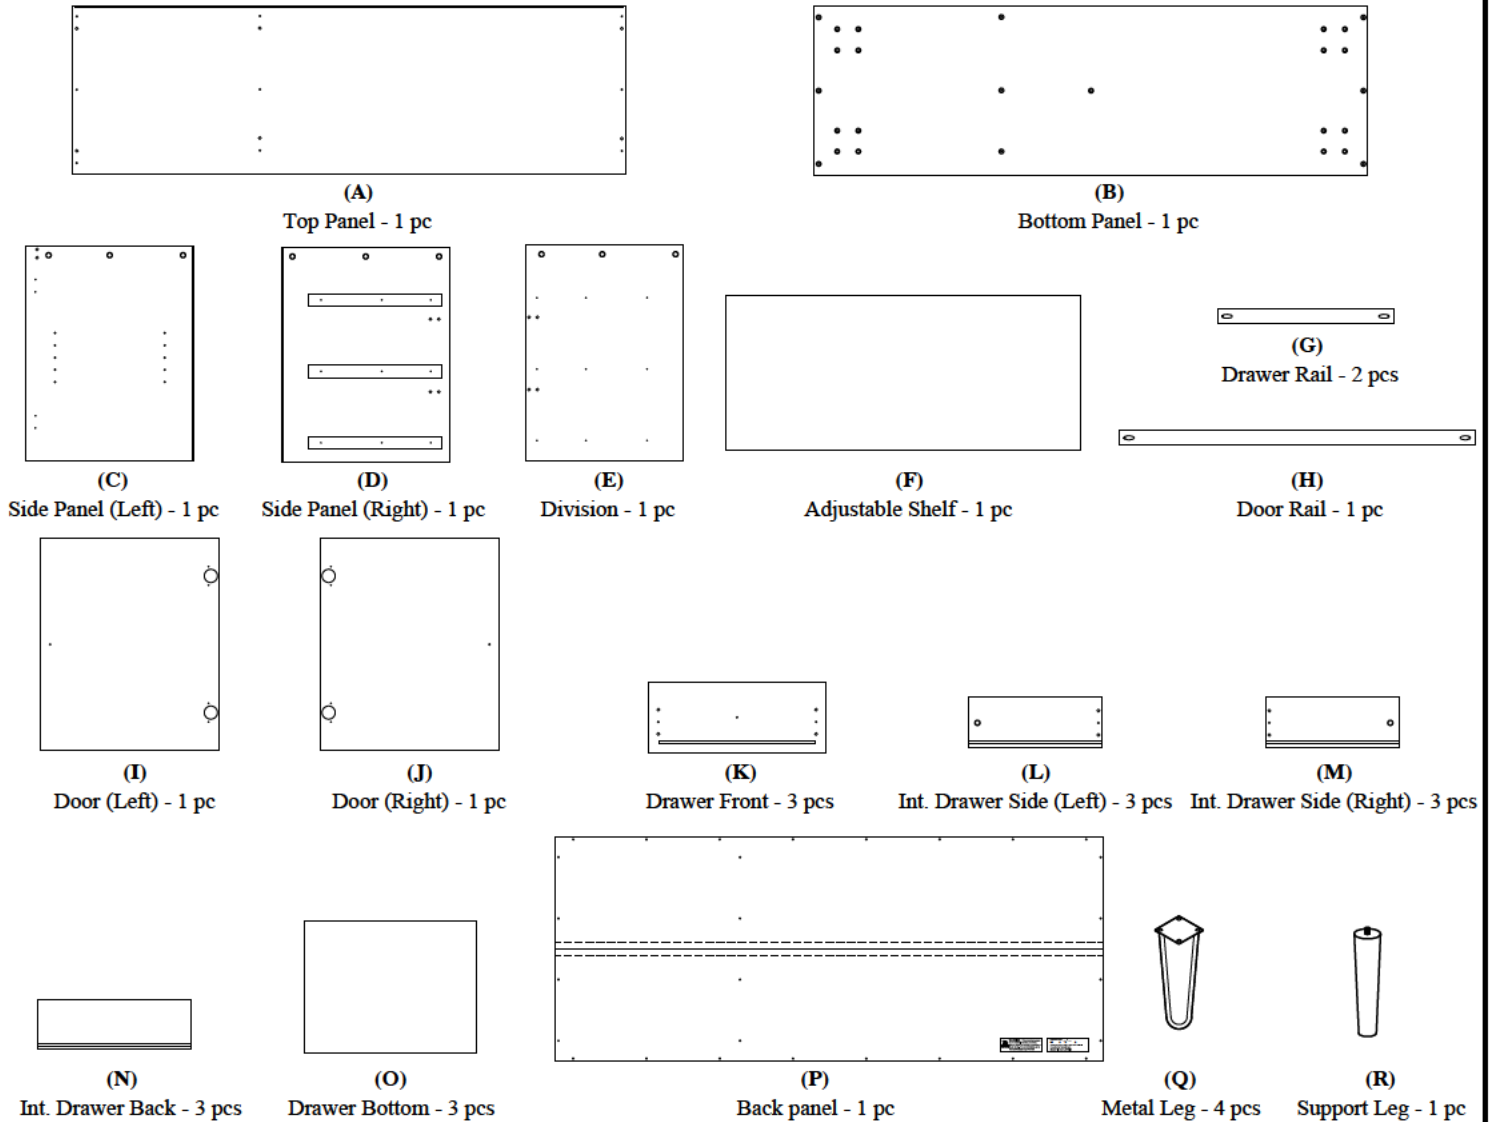 (A)
Top Panel - 1 pc
(B)
Bottom Panel - 1 pc
(C)
Side Panel (Left) - 1 pc
(D)
Side Panel (Right) - 1 pc
(E)
Division - 1 pc
(F)
Adjustable Shelf - 1 pc
(G)
Drawer Rail - 2 pcs
(H)
Door Rail - 1 pc
(I)
Door (Left) - 1 pc
(J)
Door (Right) - 1 pc
(K)
Drawer Front - 3 pcs
(L)
Int. Drawer Side (Left) - 3 pcs
(M)
Int. Drawer Side (Right) - 3 pcs
(N)
Int. Drawer Back - 3 pcs
(O)
Drawer Bottom - 3 pcs
(P)
Back panel - 1 pc
(Q)
Metal Leg - 4 pcs
(R)
Support Leg - 1 pc